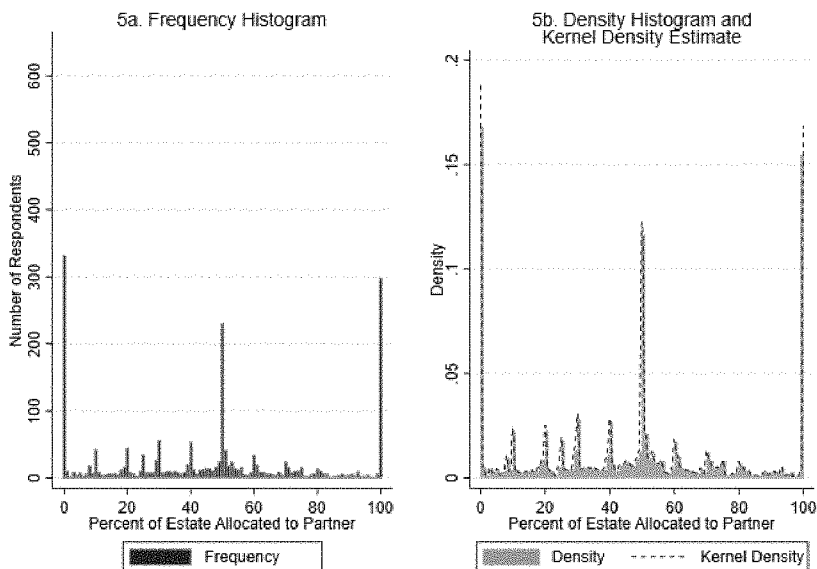 5a. Frequency Histogram
600
500
400
300
200
100
0
Number of Respondents
0 20 40 60 80 100
Percent of Estate Allocated to Partner
Frequency
5b. Density Histogram and
Kernel Density Estimate
.2
.15
.1
.05
0
Density
0 20 40 60 80 100
Percent of Estate Allocated to Partner
Density Kernel Density